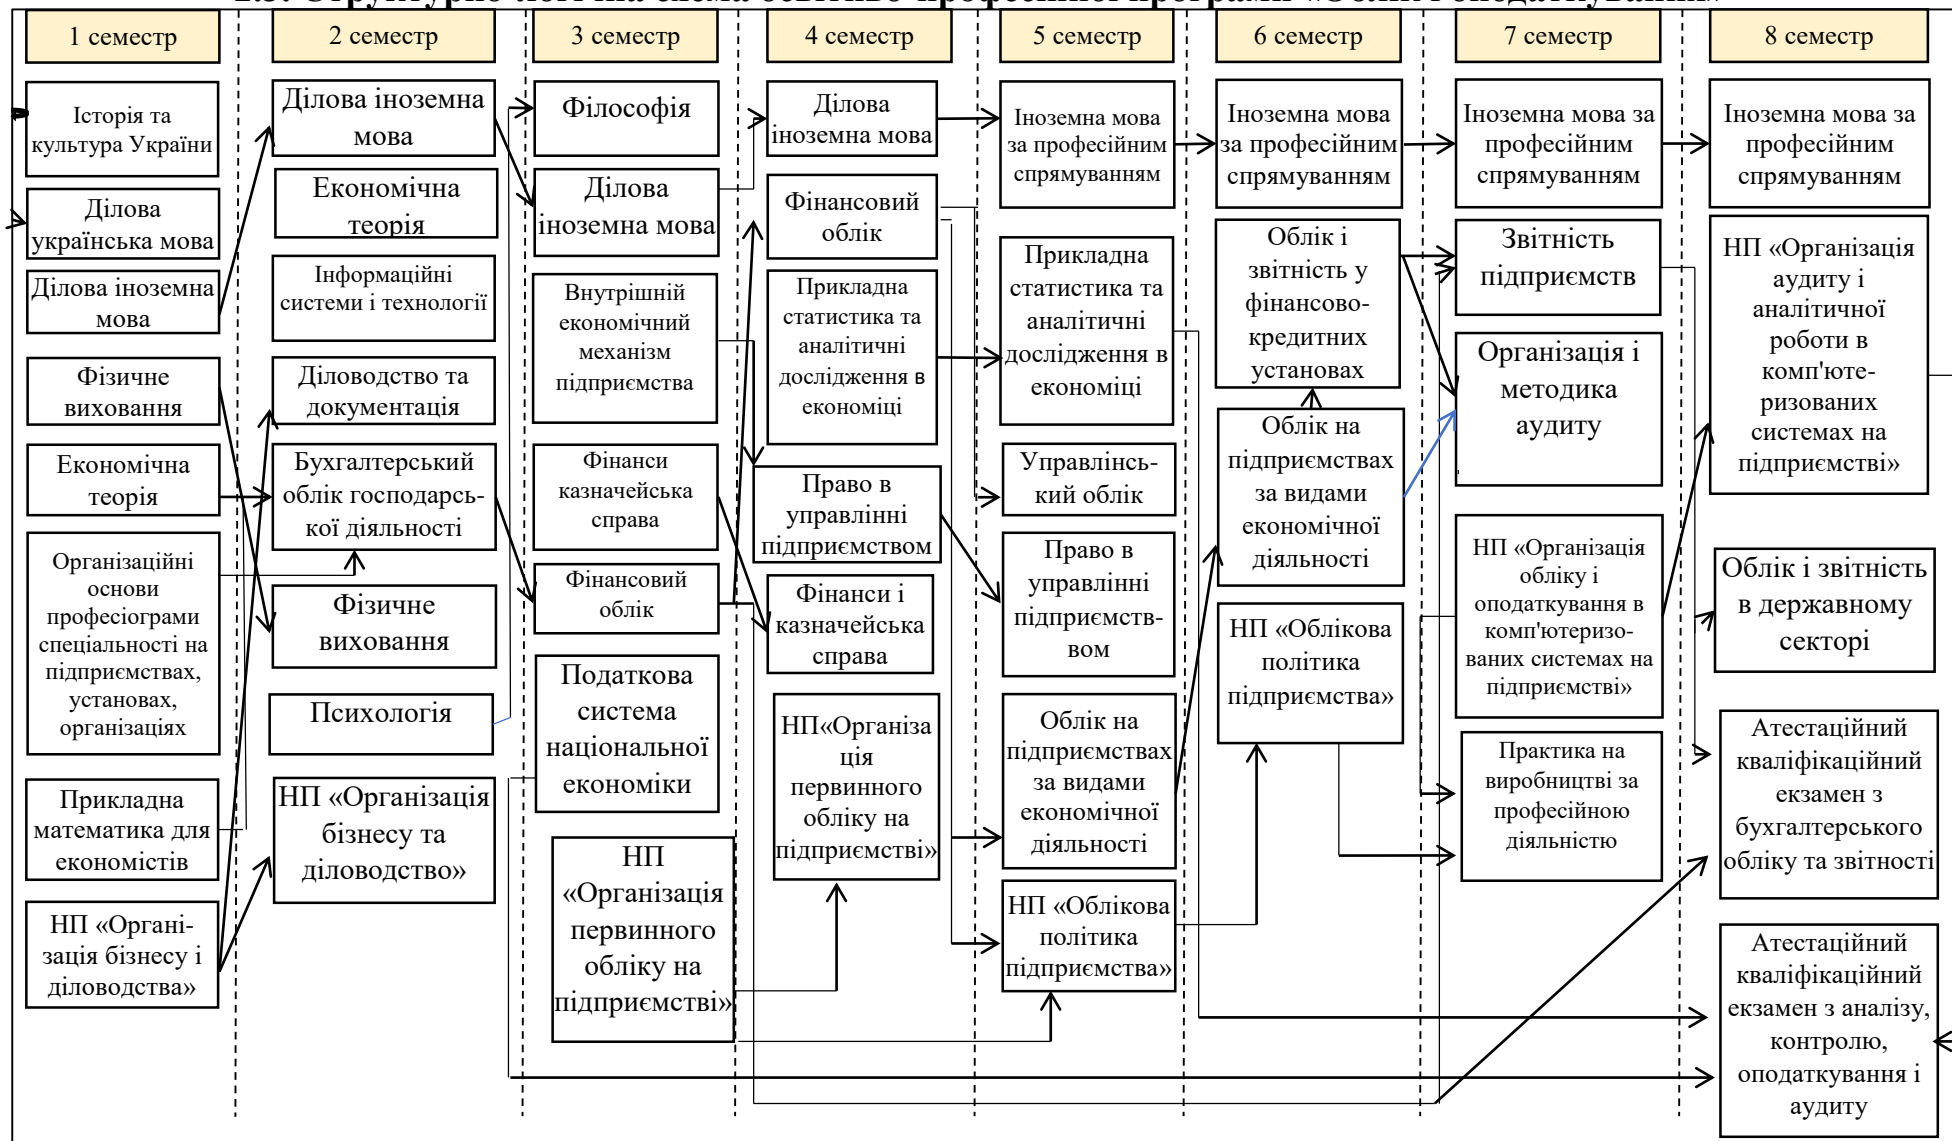 2.3. Структурно-логічна схема освітньо-професійної програми «Облік і оподаткування»
1 семестр
2 семестр
3 семестр
4 семестр
5 семестр
6 семестр
7 семестр
8 семестр
Історія та
культура України
Ділова
українська мова
Ділова іноземна
мова
Фізичне
виховання
Економічна
теорія
Організаційні
основи
професіограми
спеціальності на
підприємствах,
установах,
організаціях
Прикладна
математика для
економістів
НП «Органі-
зація бізнесу і
діловодства»
Ділова іноземна
мова
Економічна
теорія
Інформаційні
системи і технології
Діловодство та
документація
Бухгалтерський
облік господарсь-
кої діяльності
Фізичне
виховання
Психологія
НП «Організація
бізнесу та
діловодство»
Філософія
Ділова
іноземна мова
Внутрішній
економічний
механізм
підприємства
Фінанси
казначейська
справа
Фінансовий
облік
Податкова
система
національної
економіки
НП
«Організація
первинного
обліку на
підприємстві»
Ділова
іноземна мова
Фінансовий
облік
Прикладна
статистика та
аналітичні
дослідження в
економіці
Право в
управлінні
підприємством
Фінанси і
казначейська
справа
НП«Організа
ція
первинного
обліку на
підприємстві»
Іноземна мова
за професійним
спрямуванням
Прикладна
статистика та
аналітичні
дослідження в
економіці
Управлінсь-
кий облік
Право в
управлінні
підприємст-
вом
Облік на
підприємствах
за видами
економічної
діяльності
НП «Облікова
політика
підприємства»
Іноземна мова
за професійним
спрямуванням
Облік і
звітність у
фінансово-
кредитних
установах
Облік на
підприємствах
за видами
економічної
діяльності
НП «Облікова
політика
підприємства»
Іноземна мова за
професійним
спрямуванням
Звітність
підприємств
Організація і
методика
аудиту
НП «Організація
обліку і
оподаткування в
комп'ютеризо-
ваних системах на
підприємстві»
Практика на
виробництві за
професійною
діяльністю
Іноземна мова за
професійним
спрямуванням
НП «Організація
аудиту і
аналітичної
роботи в
комп'юте-
ризованих
системах на
підприємстві»
Облік і звітність
в державному
секторі
Атестаційний
кваліфікаційний
екзамен з
бухгалтерського
обліку та звітності
Атестаційний
кваліфікаційний
екзамен з аналізу,
контролю,
оподаткування і
аудиту